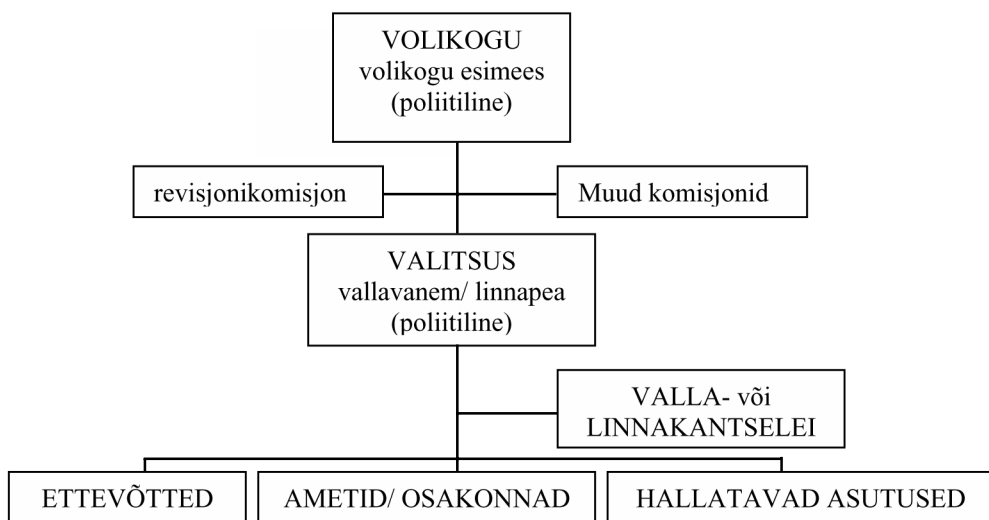 VOLIKOGU
volikogu esimees
(poliitiline)
revisjonikomisjon
Muud komisjonid
VALITSUS
vallavanem/ linnapea
(poliitiline)
VALLA- või
LINNAKANTSELEI
ETTEVÕTTED
AMETID/ OSAKONNAD
HALLATAVAD ASUTUSED